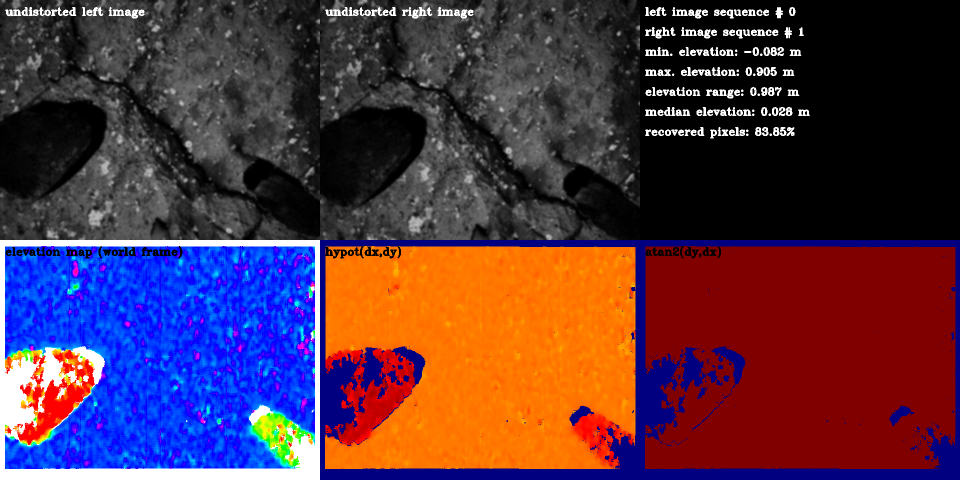 undistorted left image
undistorted right image
left image sequence # 0
right image sequence # 1
min. elevation: -0.082 m
max. elevation: 0.905 m
elevation range: 0.987 m
median elevation: 0.028 m
recovered pixels: 83.85%
elevation map (world frame)
hypot(dx,dy)
atan2(dy,dx)